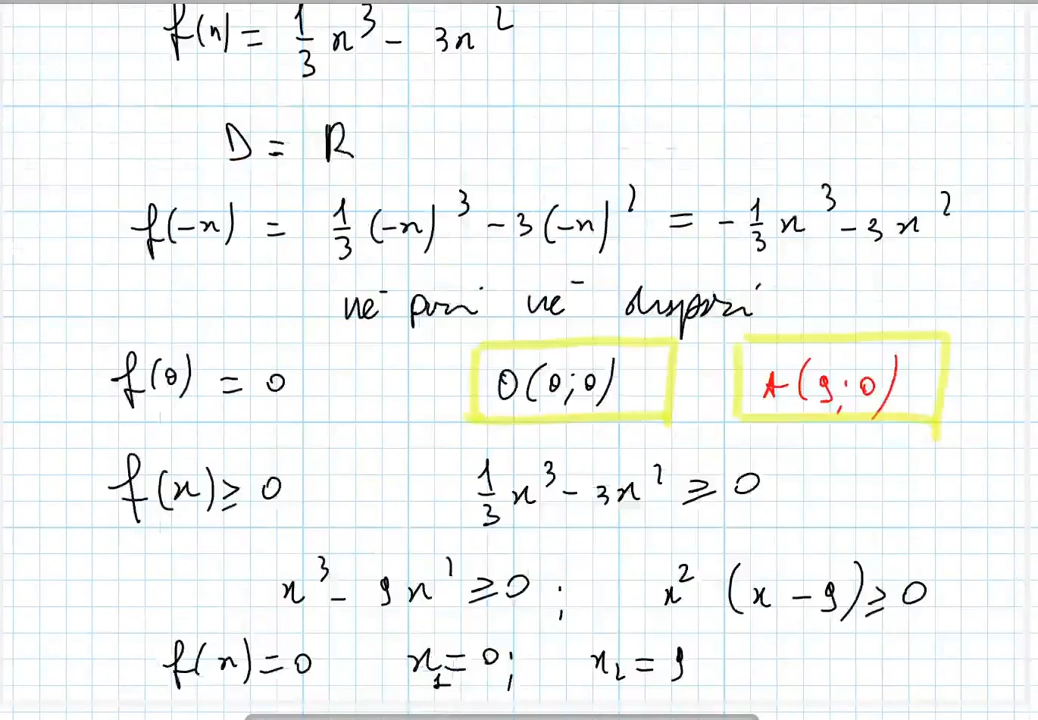 f(x) = 1/3 x³ - 3x²
D = R
f(-x) = 1/3 (-x)³ - 3(-x)² = -1/3 x³ - 3x²
né pari né dispari
f(0) = 0 O(0;0) A(9;0)
f(x) ≥ 0 1/3 x³ - 3x² ≥ 0
x³ - 9x² ≥ 0 ; x² (x - 9) ≥ 0
f(x) = 0 x₁ = 0; x₂ = 9